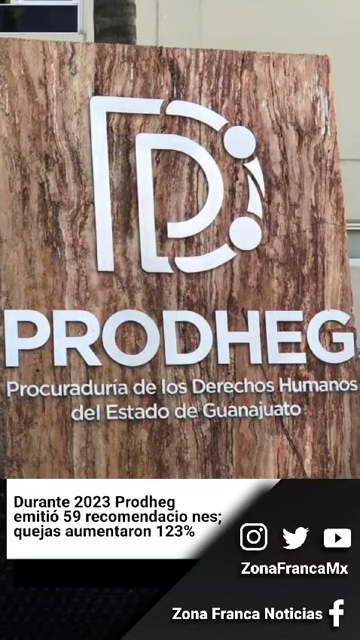 PRODHEG
Procuraduría de los Derechos Humanos
del Estado de Guanajuato
Durante 2023 Prodheg
emitió 59 recomendacio nes;
quejas aumentaron 123%
ZonaFrancaMx
Zona Franca Noticias